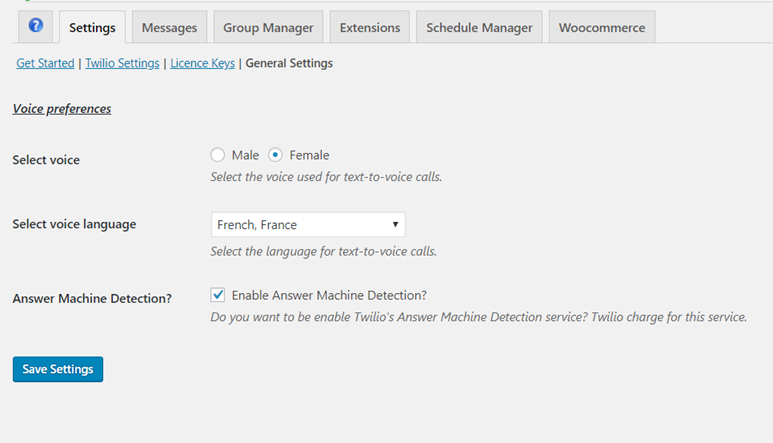 ?
Settings
Messages
Group Manager
Extensions
Schedule Manager
Woocommerce
Get Started | Twilio Settings | Licence Keys | General Settings
Voice preferences
Select voice
Male
Female
Select the voice used for text-to-voice calls.
Select voice language
French, France
Select the language for text-to-voice calls.
Answer Machine Detection?
Enable Answer Machine Detection?
Do you want to be enable Twilio's Answer Machine Detection service? Twilio charge for this service.
Save Settings